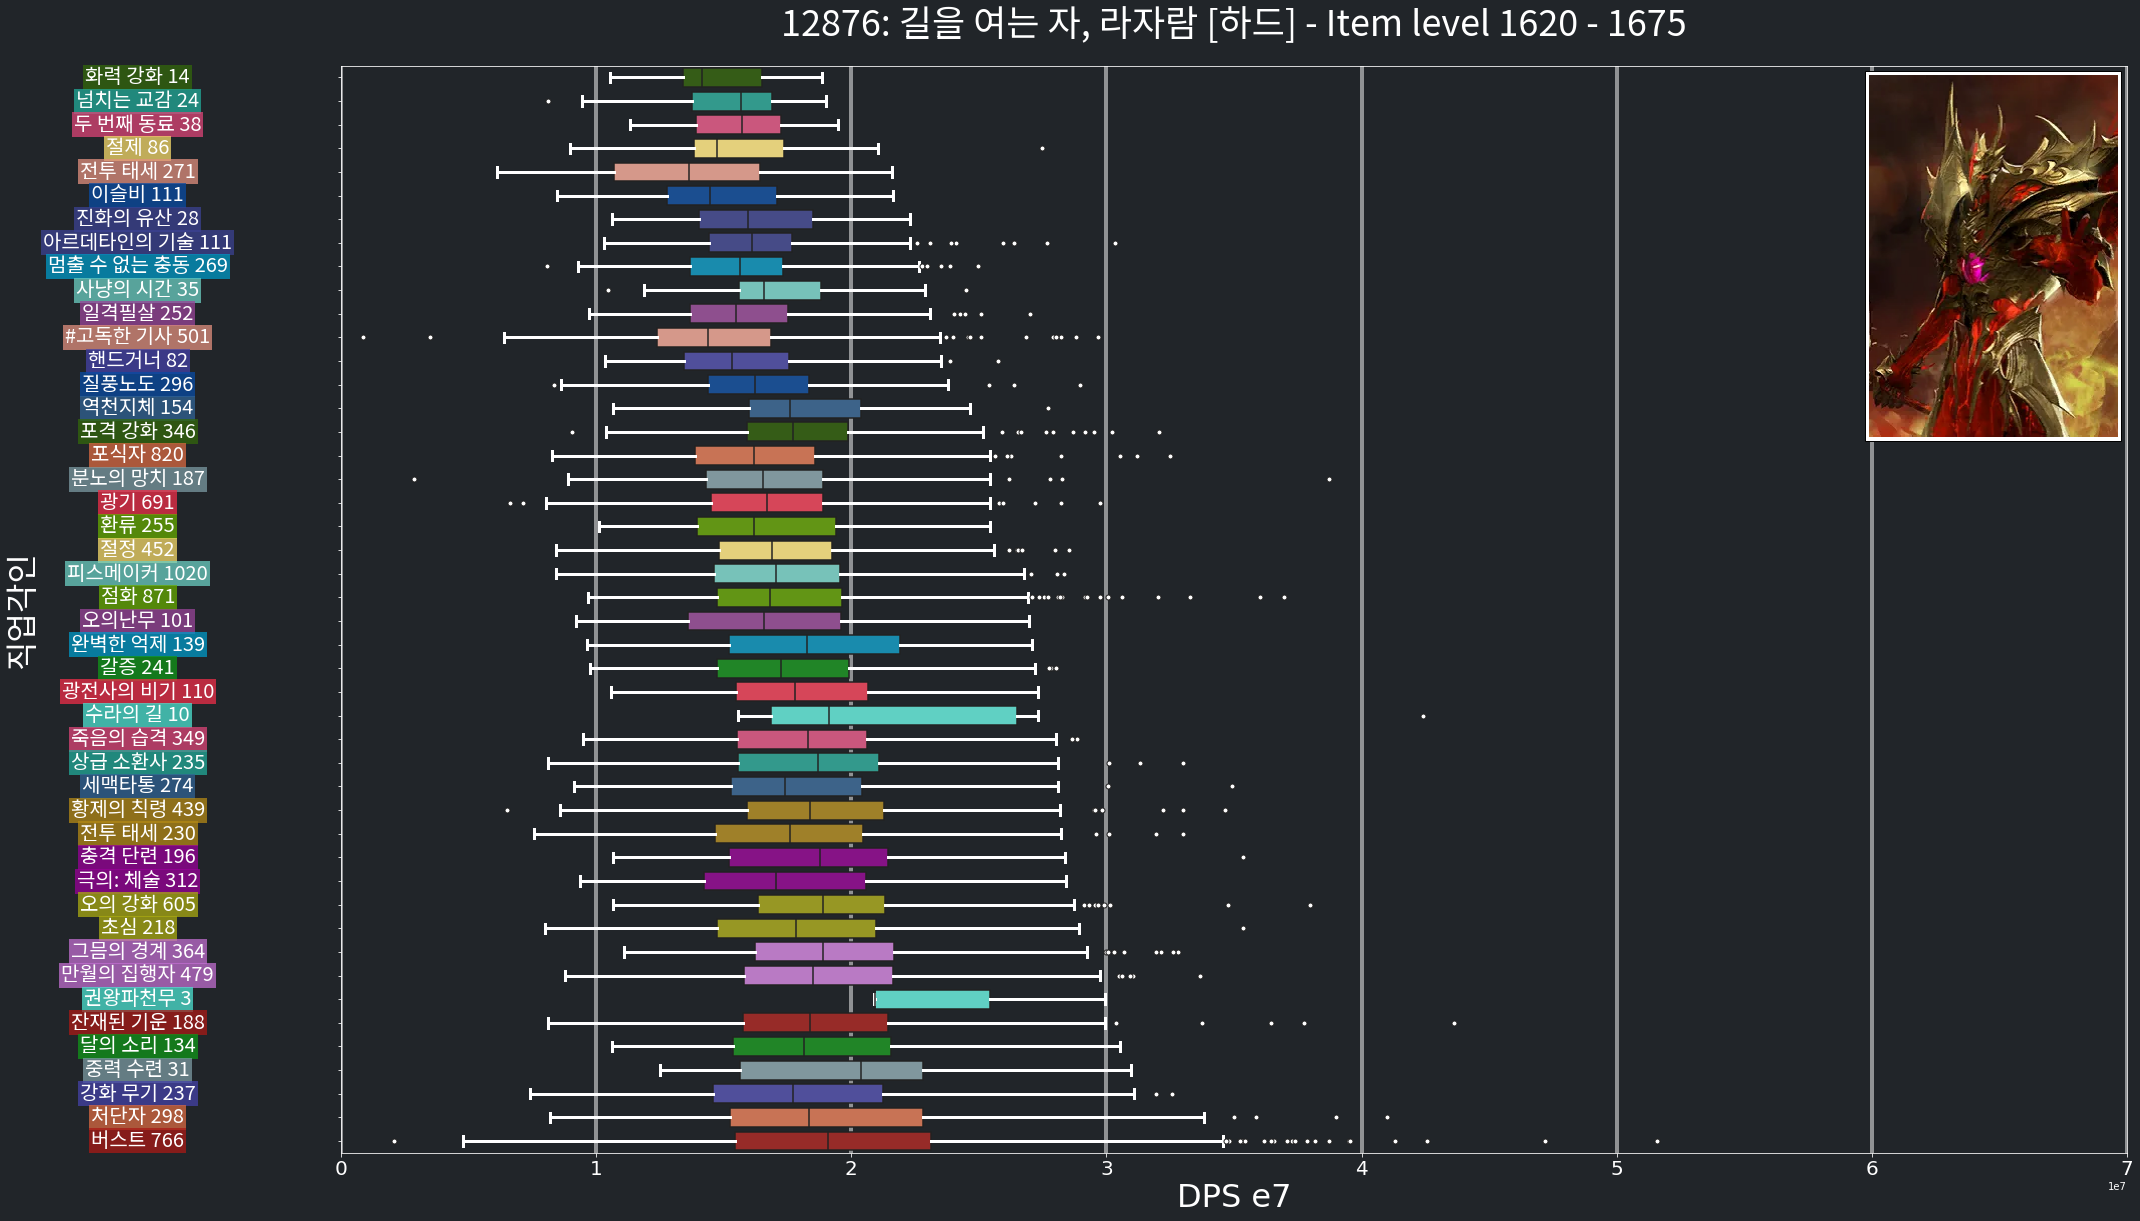 12876: 길을 여는 자, 라자람 [하드] - Item level 1620 - 1675
화력 강화 14
넘치는 교감 24
두 번째 동료 38
절제 86
전투 태세 271
이슬비 111
진화의 유산 28
아르데타인의 기술 111
멈출 수 없는 충동 269
사냥의 시간 35
일격필살 252
#고독한 기사 501
핸드거너 82
질풍노도 296
역천지체 154
포격 강화 346
포식자 820
분노의 망치 187
광기 691
환류 255
절정 452
피스메이커 1020
점화 871
오의난무 101
완벽한 억제 139
갈증 241
광전사의 비기 110
수라의 길 10
죽음의 습격 349
상급 소환사 235
세맥타통 274
황제의 칙령 439
전투 태세 230
충격 단련 196
극의: 체술 312
오의 강화 605
초심 218
그믐의 경계 364
만월의 집행자 479
권왕파천무 3
잔재된 기운 188
달의 소리 134
중력 수련 31
강화 무기 237
처단자 298
버스트 766
직업각인
0 1 2 3 4 5 6 7
DPS e7
1e7